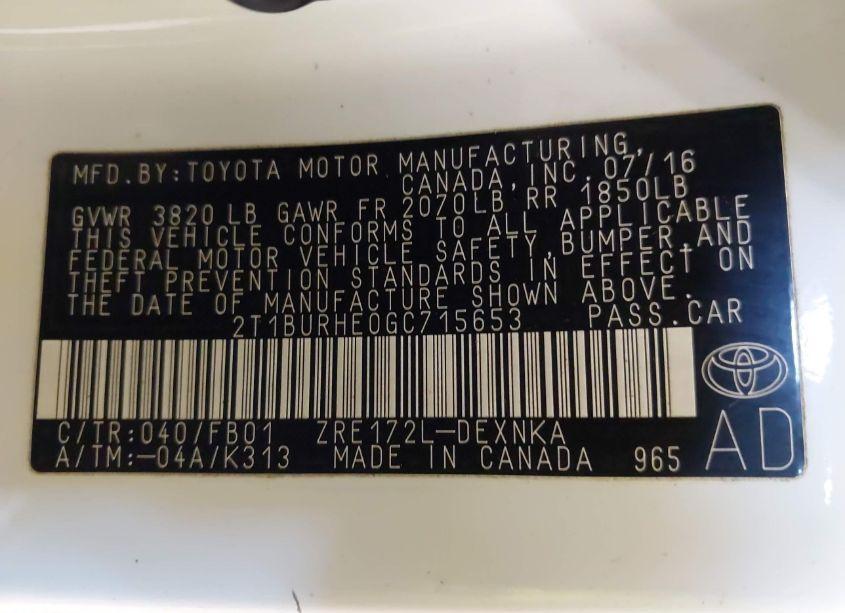 MFD.BY:TOYOTA MOTOR MANUFACTURING,
CANADA,INC. 07/16
GVWR 3820 LB GAWR FR 2070LB RR 1850LB
THIS VEHICLE CONFORMS TO ALL APPLICABLE
FEDERAL MOTOR VEHICLE SAFETY,BUMPER,AND
THEFT PREVENTION STANDARDS IN EFFECT ON
THE DATE OF MANUFACTURE SHOWN ABOVE.
2T1BURHE0GC715653 PASS.CAR
C/TR:040/FB01 ZRE172L-DEXNKA
A/TM:-04A/K313 MADE IN CANADA 965 AD